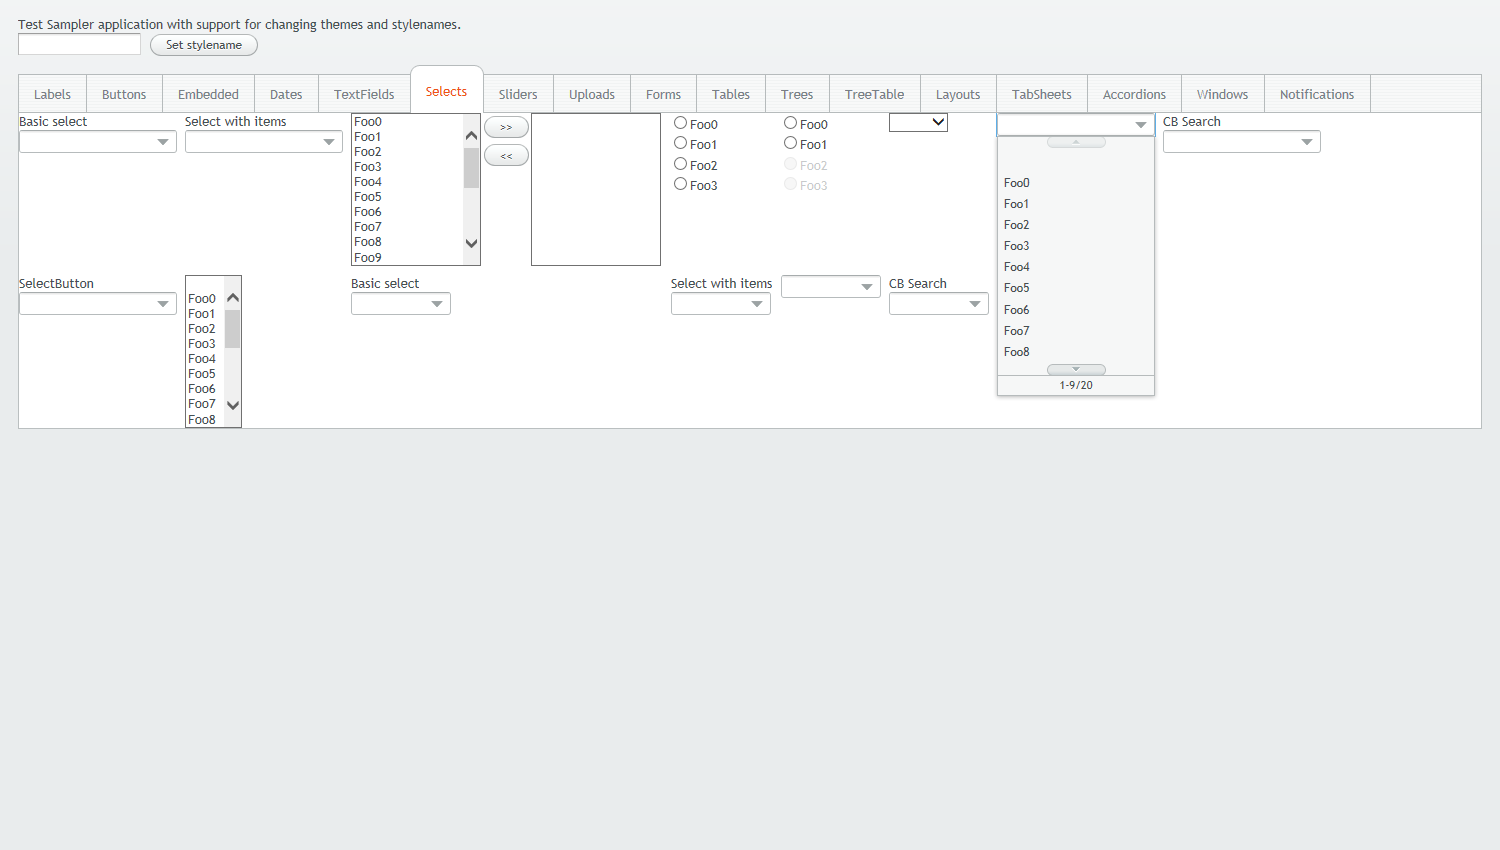 Test Sampler application with support for changing themes and stylenames.
Set stylename
Labels Buttons Embedded Dates TextFields Selects Sliders Uploads Forms Tables Trees TreeTable Layouts TabSheets Accordions Windows Notifications
Basic select
Select with items
Foo0
Foo1
Foo2
Foo3
Foo4
Foo5
Foo6
Foo7
Foo8
Foo9
>>
<<
Foo0
Foo1
Foo2
Foo3
Foo0
Foo1
Foo2
Foo3
Foo0
Foo1
Foo2
Foo3
Foo4
Foo5
Foo6
Foo7
Foo8
1-9/20
CB Search
SelectButton
Foo0
Foo1
Foo2
Foo3
Foo4
Foo5
Foo6
Foo7
Foo8
Basic select
Select with items
CB Search